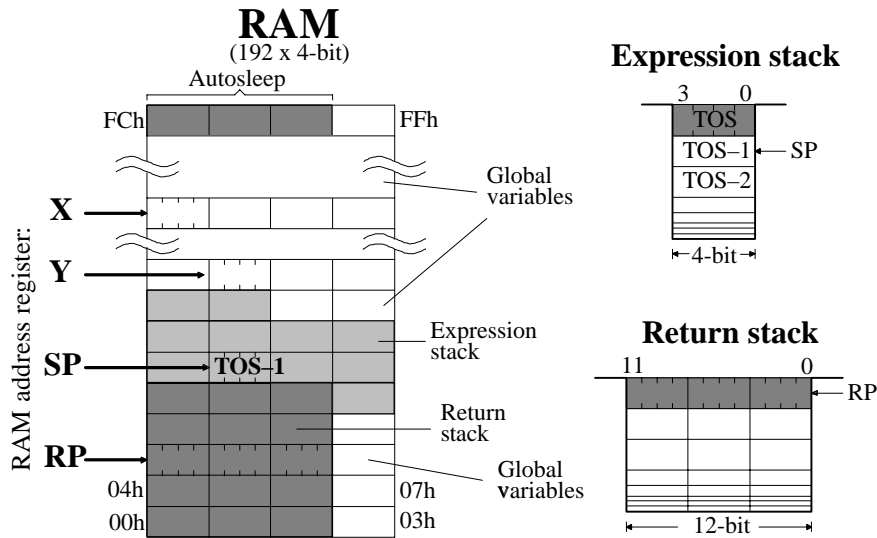 RAM
(192 x 4-bit)
Autosleep
FCh
FFh
Global
variables
X
Y
SP
TOS–1
RP
RAM address register:
Expression
stack
Return
stack
Global
variables
04h
07h
00h
03h
Expression stack
3 0
TOS
TOS–1
SP
TOS–2
4-bit
Return stack
11 0
RP
12-bit